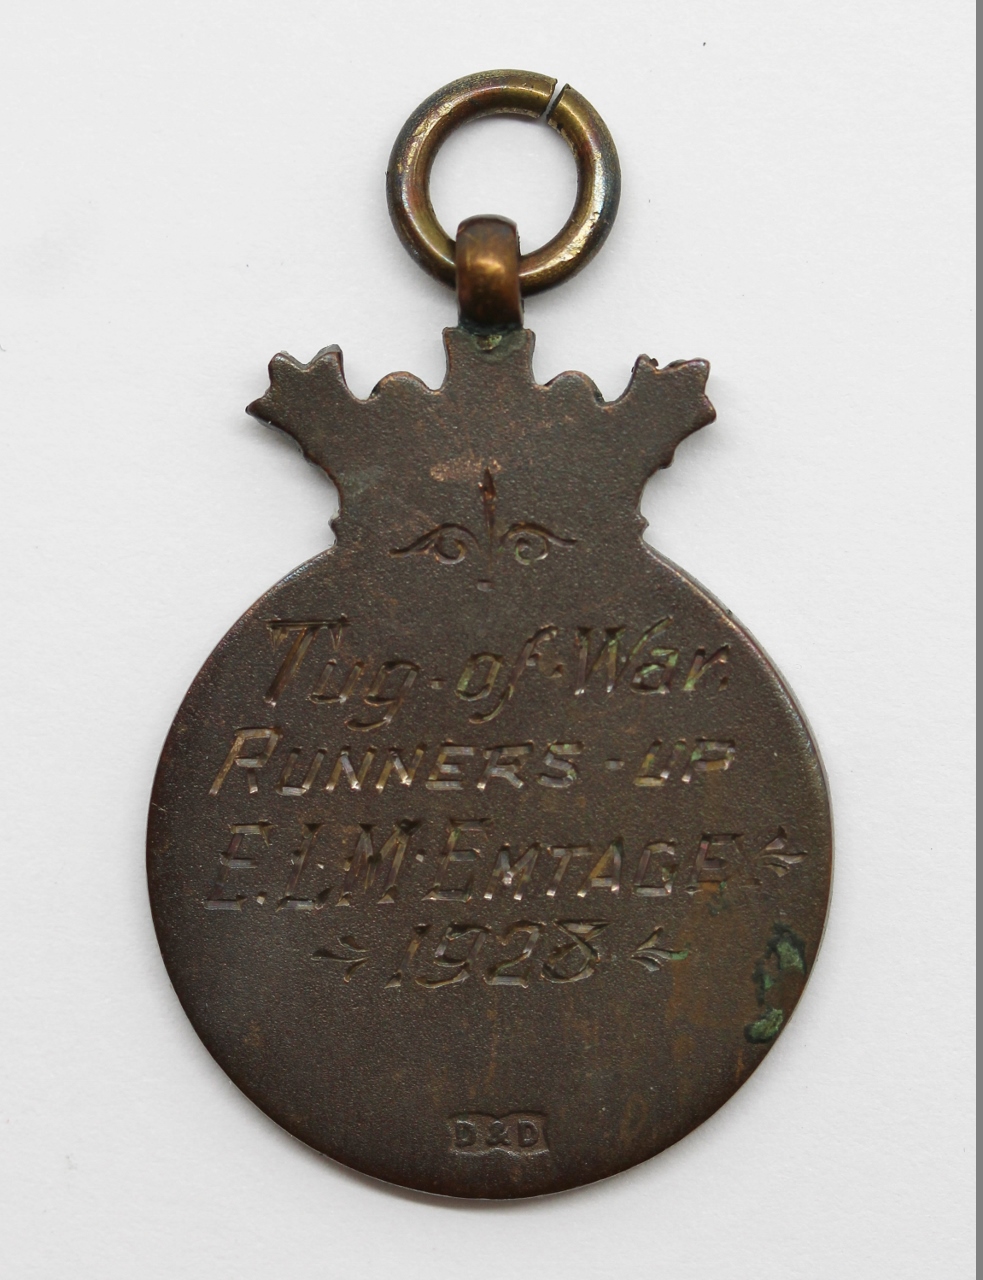 Tug·of·War.
RUNNERS-UP
E.L.M. EMTAGE.
1928
D&D